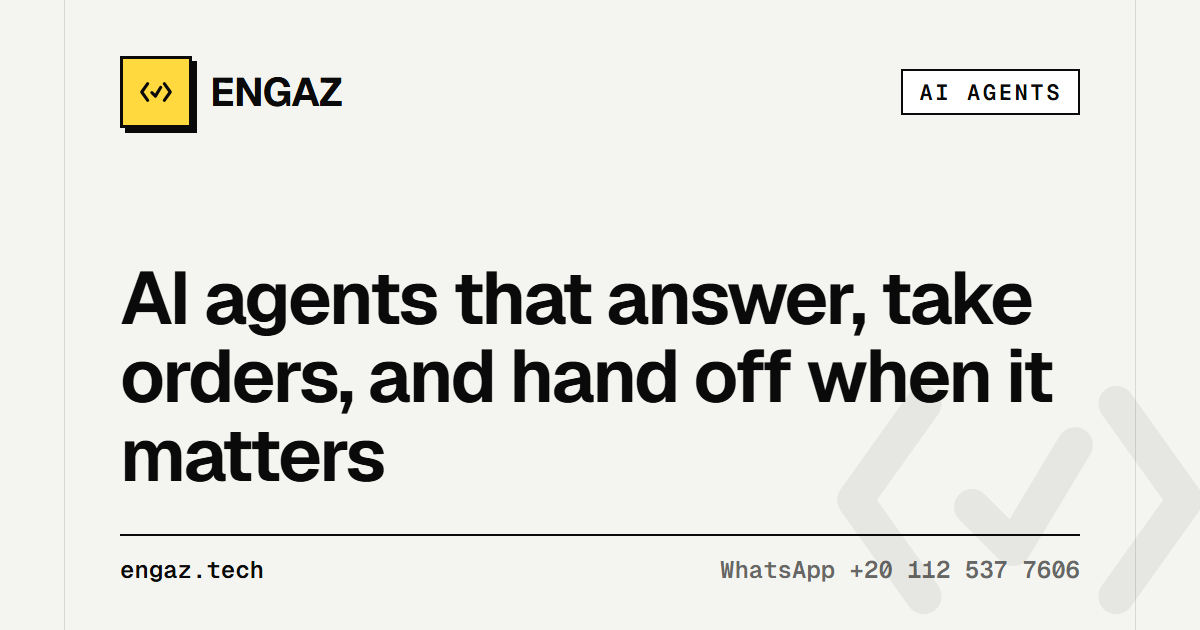 ENGAZ
AI AGENTS
AI agents that answer, take
orders, and hand off when it
matters
engaz.tech
WhatsApp +20 112 537 7606